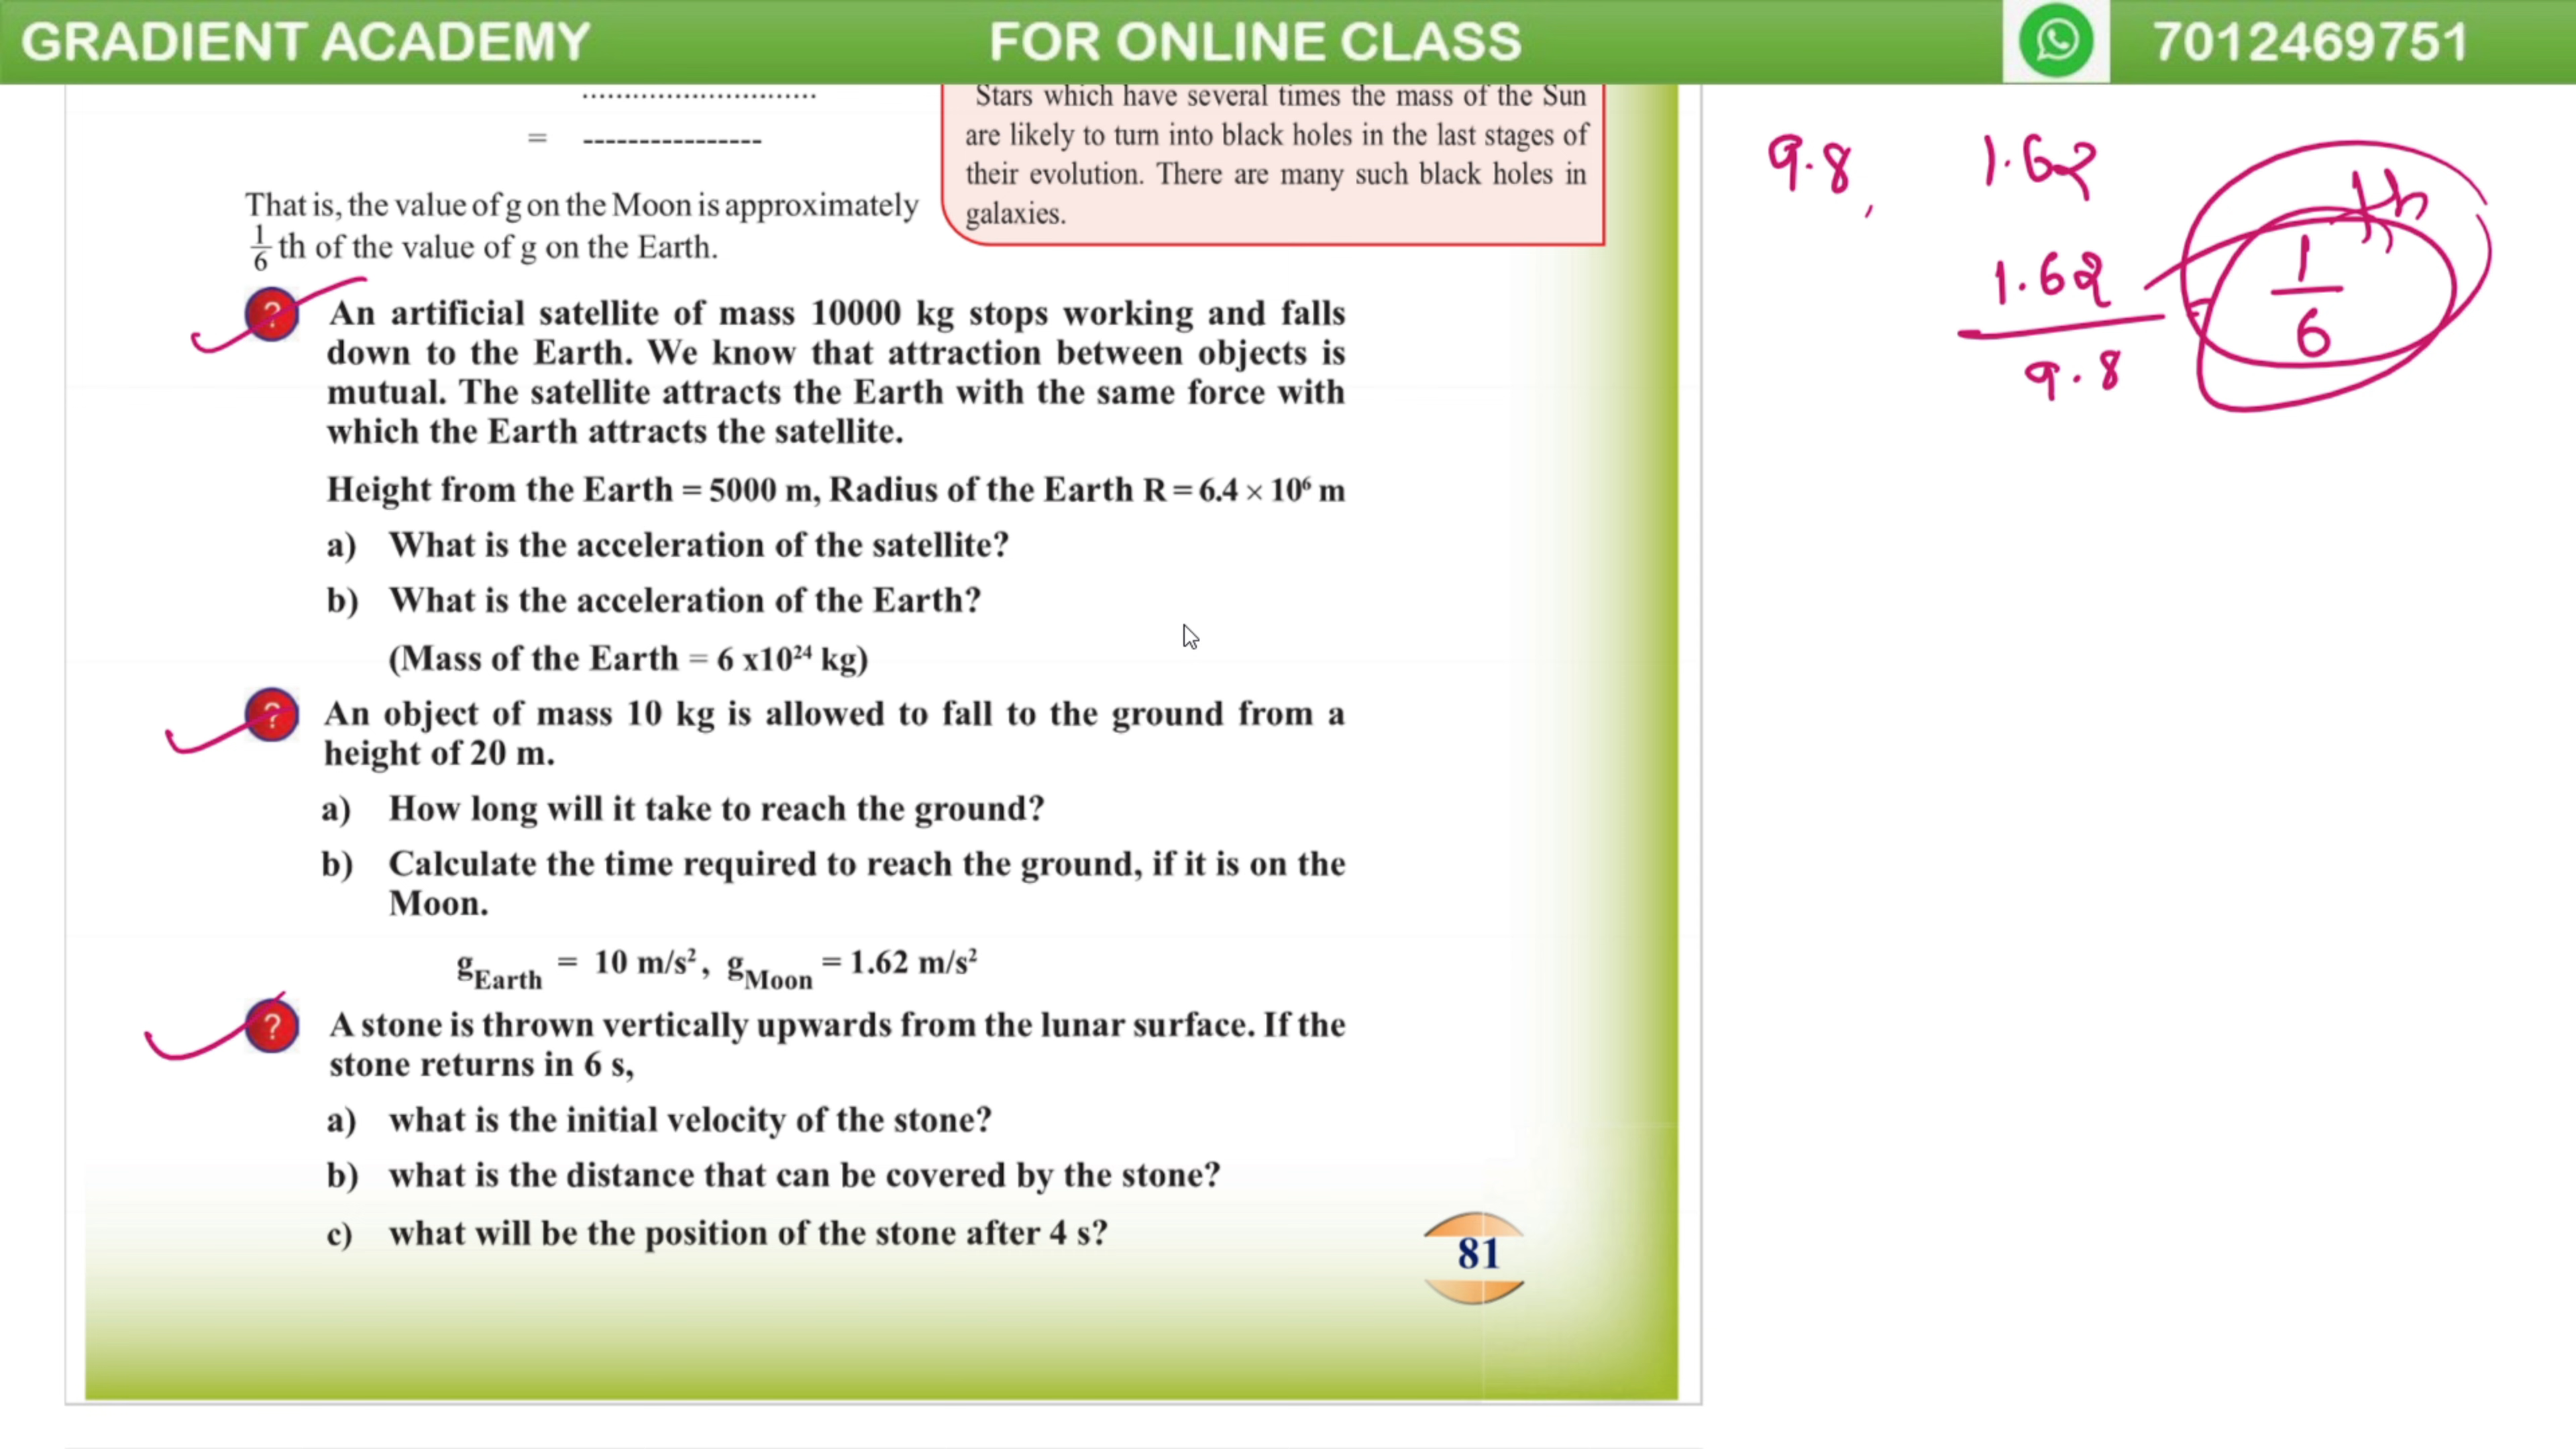 GRADIENT ACADEMY FOR ONLINE CLASS 7012469751
..............................
= ----------------
Stars which have several times the mass of the Sun
are likely to turn into black holes in the last stages of
their evolution. There are many such black holes in
galaxies.
That is, the value of g on the Moon is approximately
1/6 th of the value of g on the Earth.
? An artificial satellite of mass 10000 kg stops working and falls
down to the Earth. We know that attraction between objects is
mutual. The satellite attracts the Earth with the same force with
which the Earth attracts the satellite.
Height from the Earth = 5000 m, Radius of the Earth R = 6.4 × 10⁶ m
a) What is the acceleration of the satellite?
b) What is the acceleration of the Earth?
(Mass of the Earth = 6 x10²⁴ kg)
? An object of mass 10 kg is allowed to fall to the ground from a
height of 20 m.
a) How long will it take to reach the ground?
b) Calculate the time required to reach the ground, if it is on the
Moon.
gEarth = 10 m/s², gMoon = 1.62 m/s²
? A stone is thrown vertically upwards from the lunar surface. If the
stone returns in 6 s,
a) what is the initial velocity of the stone?
b) what is the distance that can be covered by the stone?
c) what will be the position of the stone after 4 s?
81
9.8, 1.62
1.62/9.8 = 1/6 th